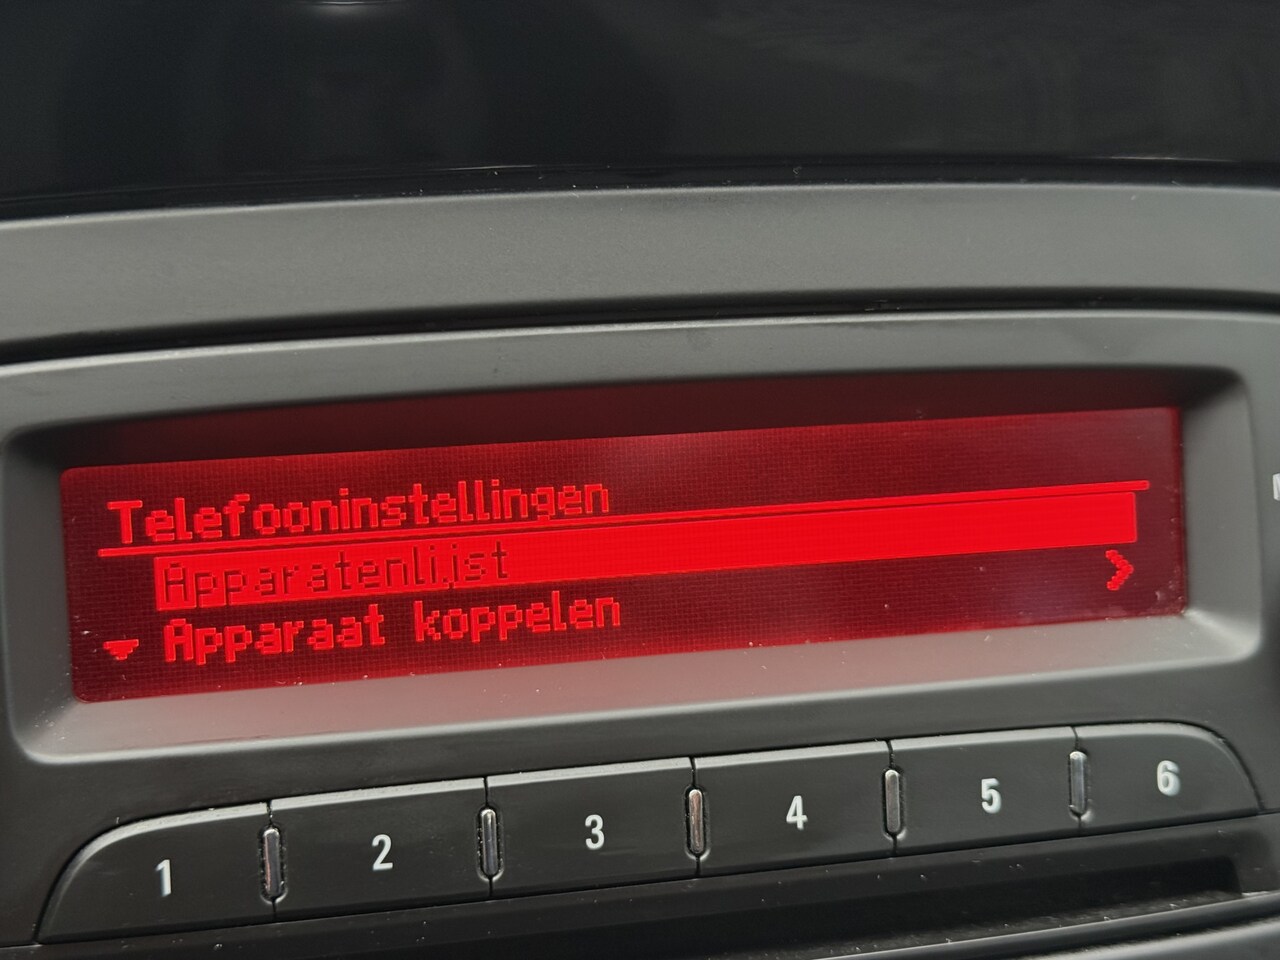 Telefooninstellingen
Apparatenlijst
Apparaat koppelen
1 2 3 4 5 6